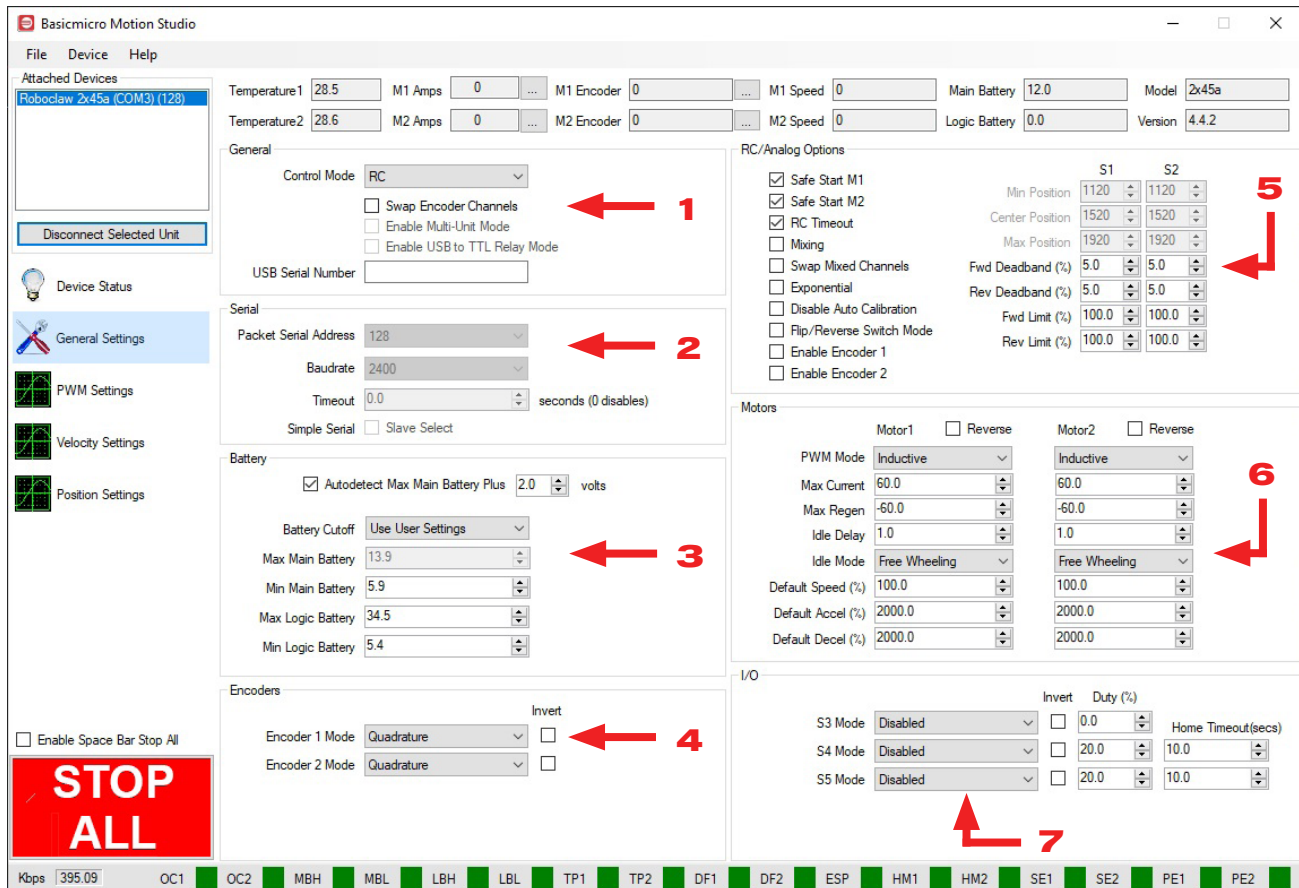 Basicmicro Motion Studio
File Device Help
Attached Devices
Roboclaw 2x45a (COM3) (128)
Disconnect Selected Unit
Device Status
General Settings
PWM Settings
Velocity Settings
Position Settings
Enable Space Bar Stop All
STOP
ALL
Temperature1 28.5 M1 Amps 0 ... M1 Encoder 0 ... M1 Speed 0 Main Battery 12.0 Model 2x45a
Temperature2 28.6 M2 Amps 0 ... M2 Encoder 0 ... M2 Speed 0 Logic Battery 0.0 Version 4.4.2
General
Control Mode RC
Swap Encoder Channels
Enable Multi-Unit Mode
Enable USB to TTL Relay Mode
USB Serial Number
1
Serial
Packet Serial Address 128
Baudrate 2400
Timeout 0.0 seconds (0 disables)
Simple Serial Slave Select
2
Battery
Autodetect Max Main Battery Plus 2.0 volts
Battery Cutoff Use User Settings
Max Main Battery 13.9
Min Main Battery 5.9
Max Logic Battery 34.5
Min Logic Battery 5.4
3
Encoders
Invert
Encoder 1 Mode Quadrature
Encoder 2 Mode Quadrature
4
RC/Analog Options
Safe Start M1
Safe Start M2
RC Timeout
Mixing
Swap Mixed Channels
Exponential
Disable Auto Calibration
Flip/Reverse Switch Mode
Enable Encoder 1
Enable Encoder 2
S1 S2
Min Position 1120 1120
Center Position 1520 1520
Max Position 1920 1920
Fwd Deadband (%) 5.0 5.0
Rev Deadband (%) 5.0 5.0
Fwd Limit (%) 100.0 100.0
Rev Limit (%) 100.0 100.0
5
Motors
Motor1 Reverse Motor2 Reverse
PWM Mode Inductive Inductive
Max Current 60.0 60.0
Max Regen -60.0 -60.0
Idle Delay 1.0 1.0
Idle Mode Free Wheeling Free Wheeling
Default Speed (%) 100.0 100.0
Default Accel (%) 2000.0 2000.0
Default Decel (%) 2000.0 2000.0
6
I/O
Invert Duty (%)
Home Timeout(secs)
S3 Mode Disabled 0.0
S4 Mode Disabled 20.0 10.0
S5 Mode Disabled 20.0 10.0
7
Kbps 395.09 OC1 OC2 MBH MBL LBH LBL TP1 TP2 DF1 DF2 ESP HM1 HM2 SE1 SE2 PE1 PE2